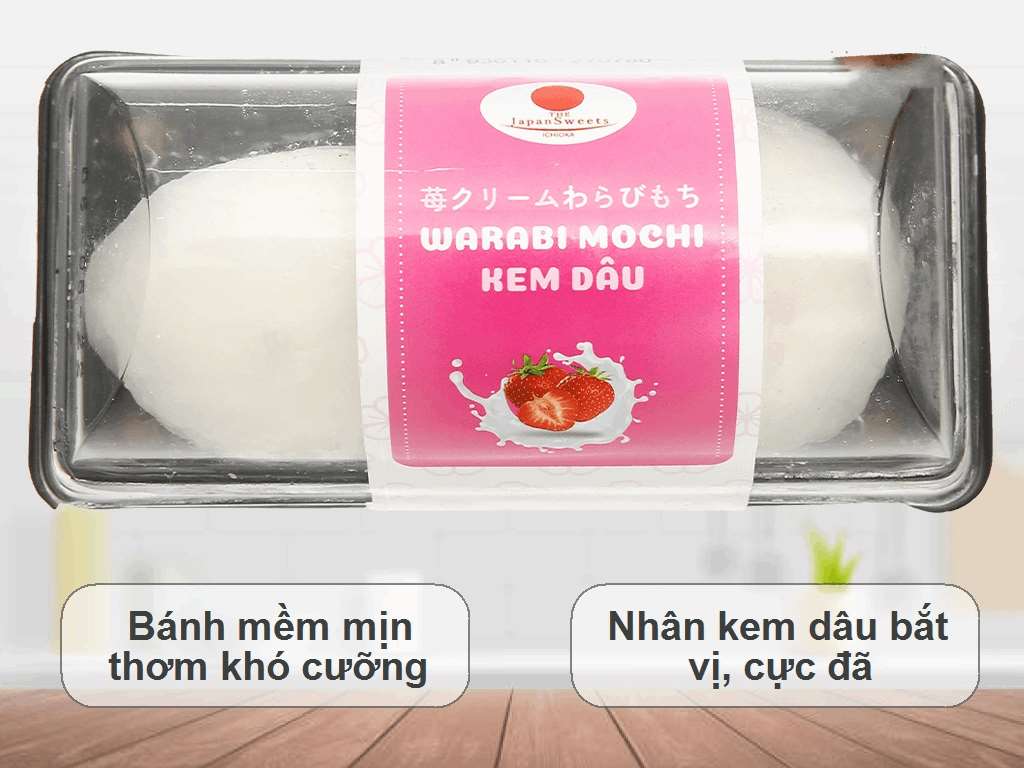 THE
JapanSweets
ICHIOKA
苺クリームわらびもち
WARABI MOCHI
KEM DÂU
Bánh mềm mịn
thơm khó cưỡng
Nhân kem dâu bắt
vị, cực đã